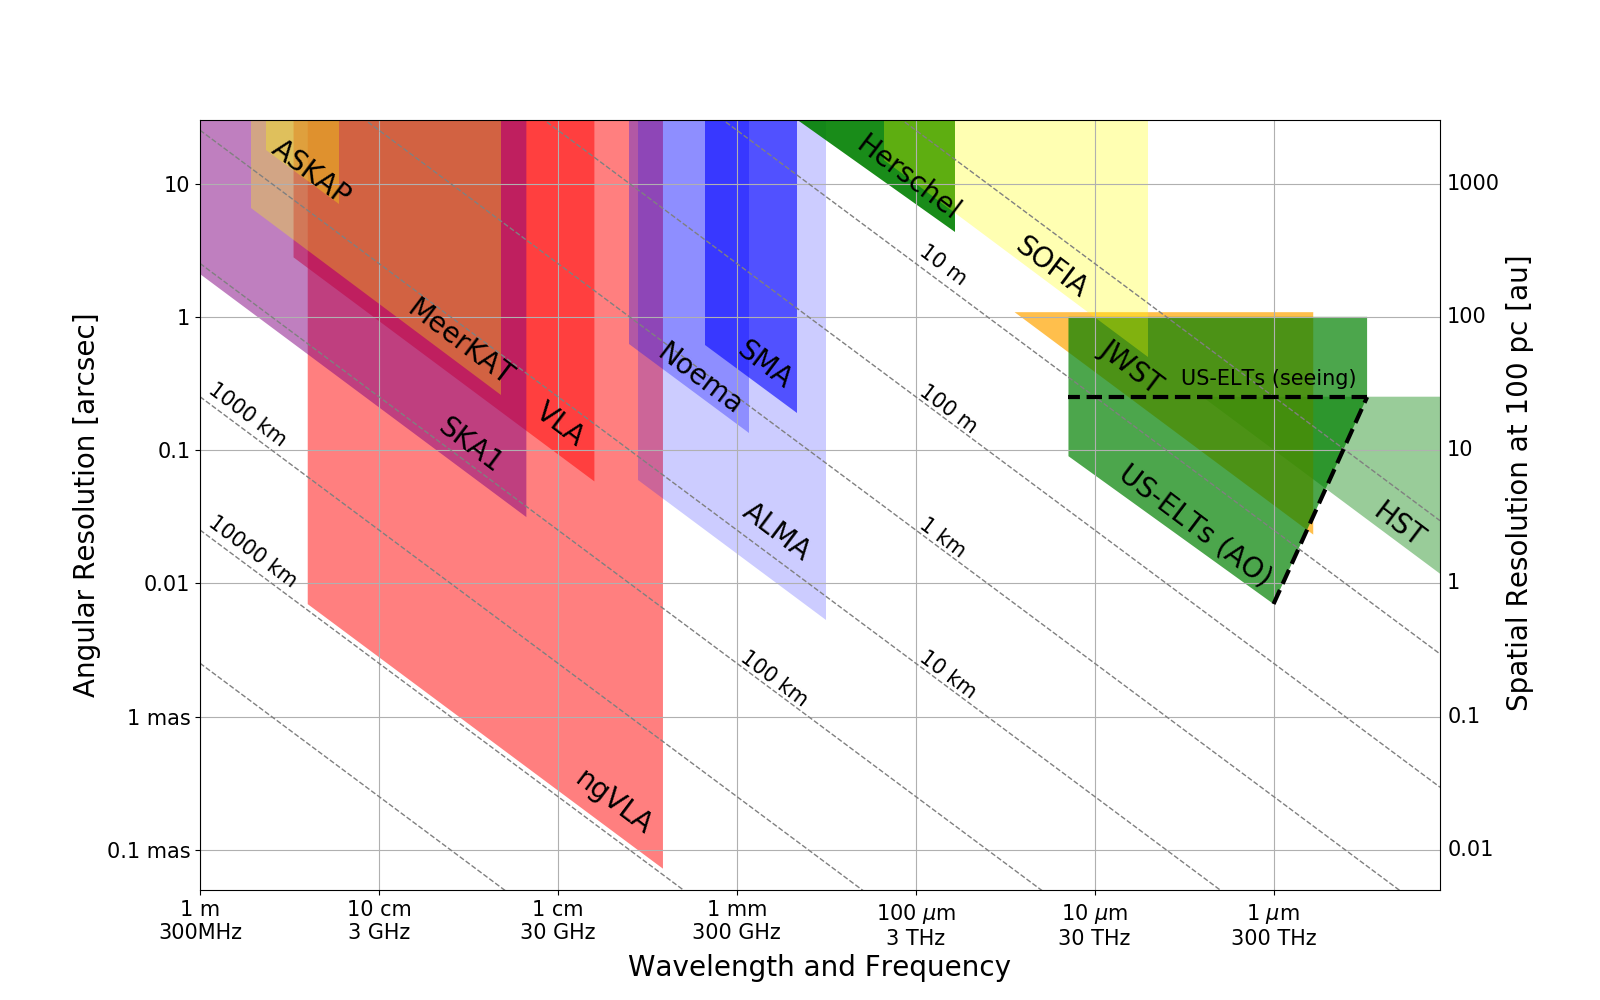 Angular Resolution [arcsec]
10
1
0.1
0.01
1 mas
0.1 mas
ASKAP
MeerKAT
SKA1
VLA
ngVLA
Noema
SMA
ALMA
Herschel
SOFIA
JWST
US-ELTs (seeing)
US-ELTs (AO)
HST
10 m
100 m
1 km
10 km
100 km
1000 km
10000 km
1000
100
10
1
0.1
0.01
Spatial Resolution at 100 pc [au]
1 m
300MHz
10 cm
3 GHz
1 cm
30 GHz
1 mm
300 GHz
100 μm
3 THz
10 μm
30 THz
1 μm
300 THz
Wavelength and Frequency